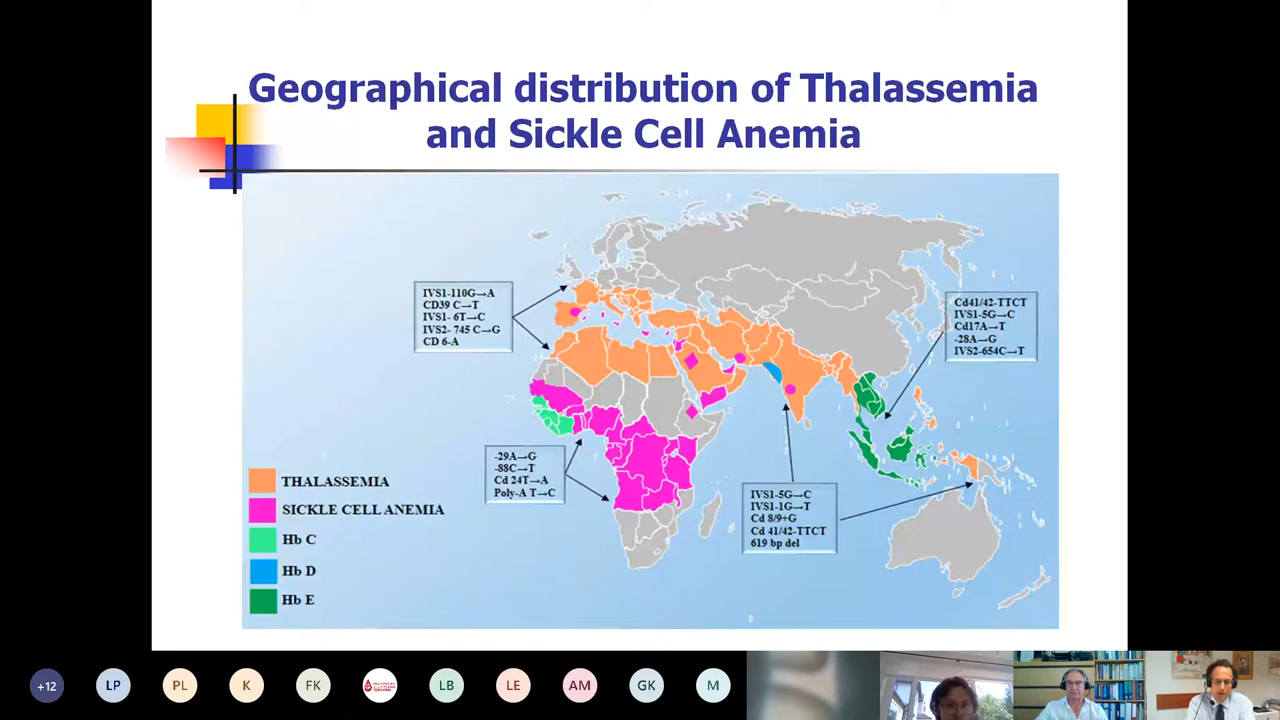 Geographical distribution of Thalassemia
and Sickle Cell Anemia
IVS1-110G→A
CD39 C→T
IVS1- 6T→C
IVS2- 745 C→G
CD 6-A
Cd41/42-TTCT
IVS1-5G→C
Cd17A→T
-28A→G
IVS2-654C→T
-29A→G
-88C→T
Cd 24T→A
Poly-A T→C
IVS1-5G→C
IVS1-1G→T
Cd 8/9+G
Cd 41/42-TTCT
619 bp del
THALASSEMIA
SICKLE CELL ANEMIA
Hb C
Hb D
Hb E
+12
LP
PL
K
FK
LB
LE
AM
GK
M